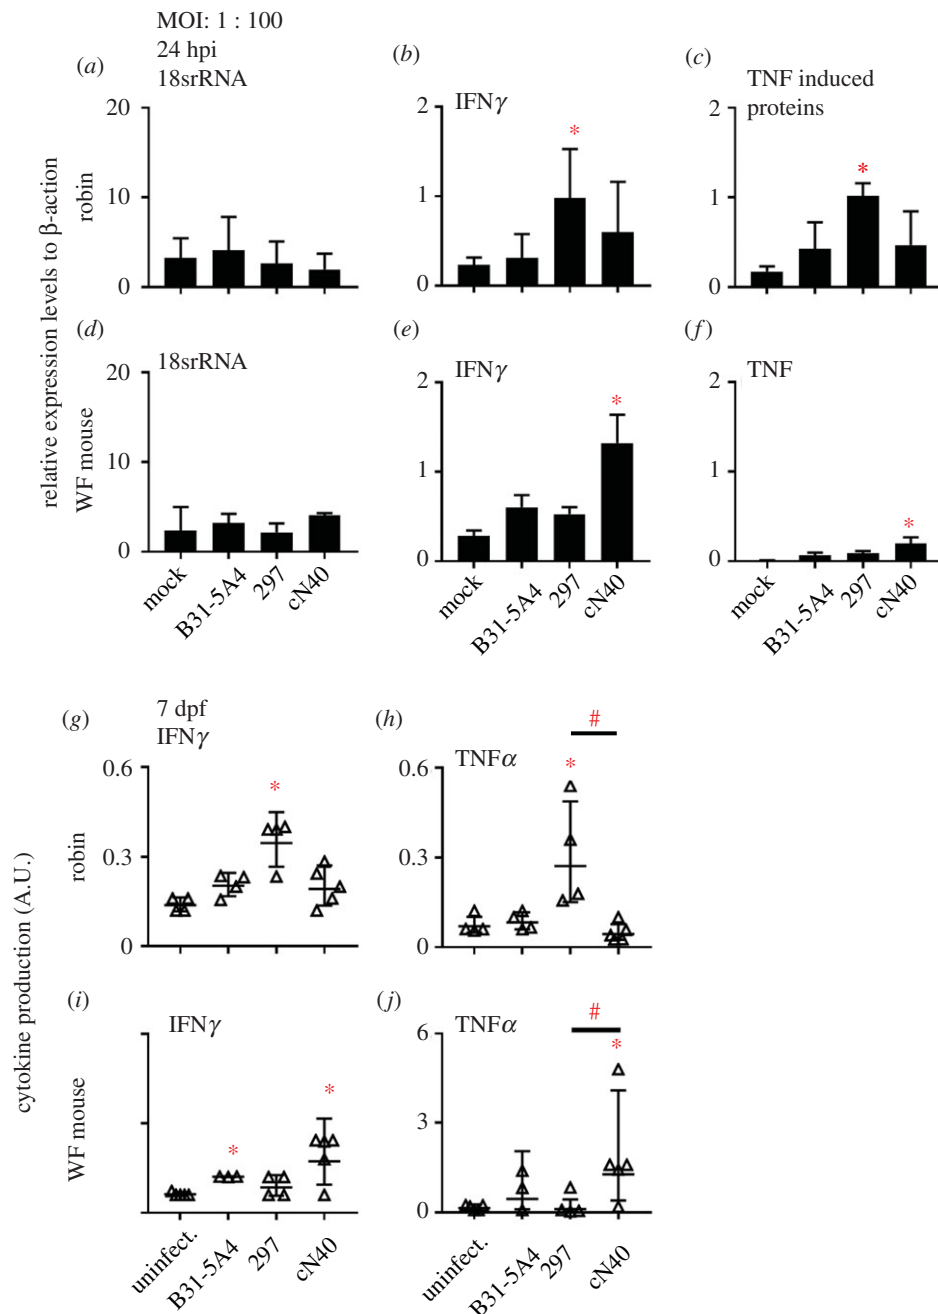 MOI: 1 : 100
24 hpi
(a) 18srRNA
(b) IFNγ
(c) TNF induced
proteins
20
10
0
2
1
0
*
2
1
0
*
relative expression levels to β-action
robin
WF mouse
(d) 18srRNA
(e) IFNγ
(f) TNF
20
10
0
2
1
0
*
2
1
0
*
mock B31-5A4 297 cN40
mock B31-5A4 297 cN40
mock B31-5A4 297 cN40
(g) 7 dpf
IFNγ
(h) TNFα
#
0.6
0.3
0
*
0.6
0.3
0
*
cytokine production (A.U.)
robin
WF mouse
(i) IFNγ
(j) TNFα
#
* *
6
3
0
*
uninfect. B31-5A4 297 cN40
uninfect. B31-5A4 297 cN40